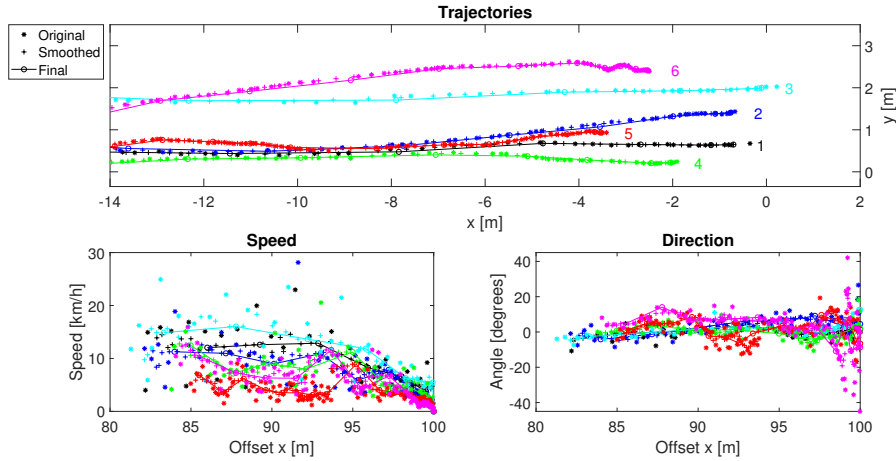 Trajectories
Original
Smoothed
Final
6
3
2
5
1
4
3
2
1
0
y [m]
-14 -12 -10 -8 -6 -4 -2 0 2
x [m]
Speed
Direction
30
20
10
0
Speed [km/h]
80 85 90 95 100
Offset x [m]
40
20
0
-20
-40
Angle [degrees]
80 85 90 95 100
Offset x [m]